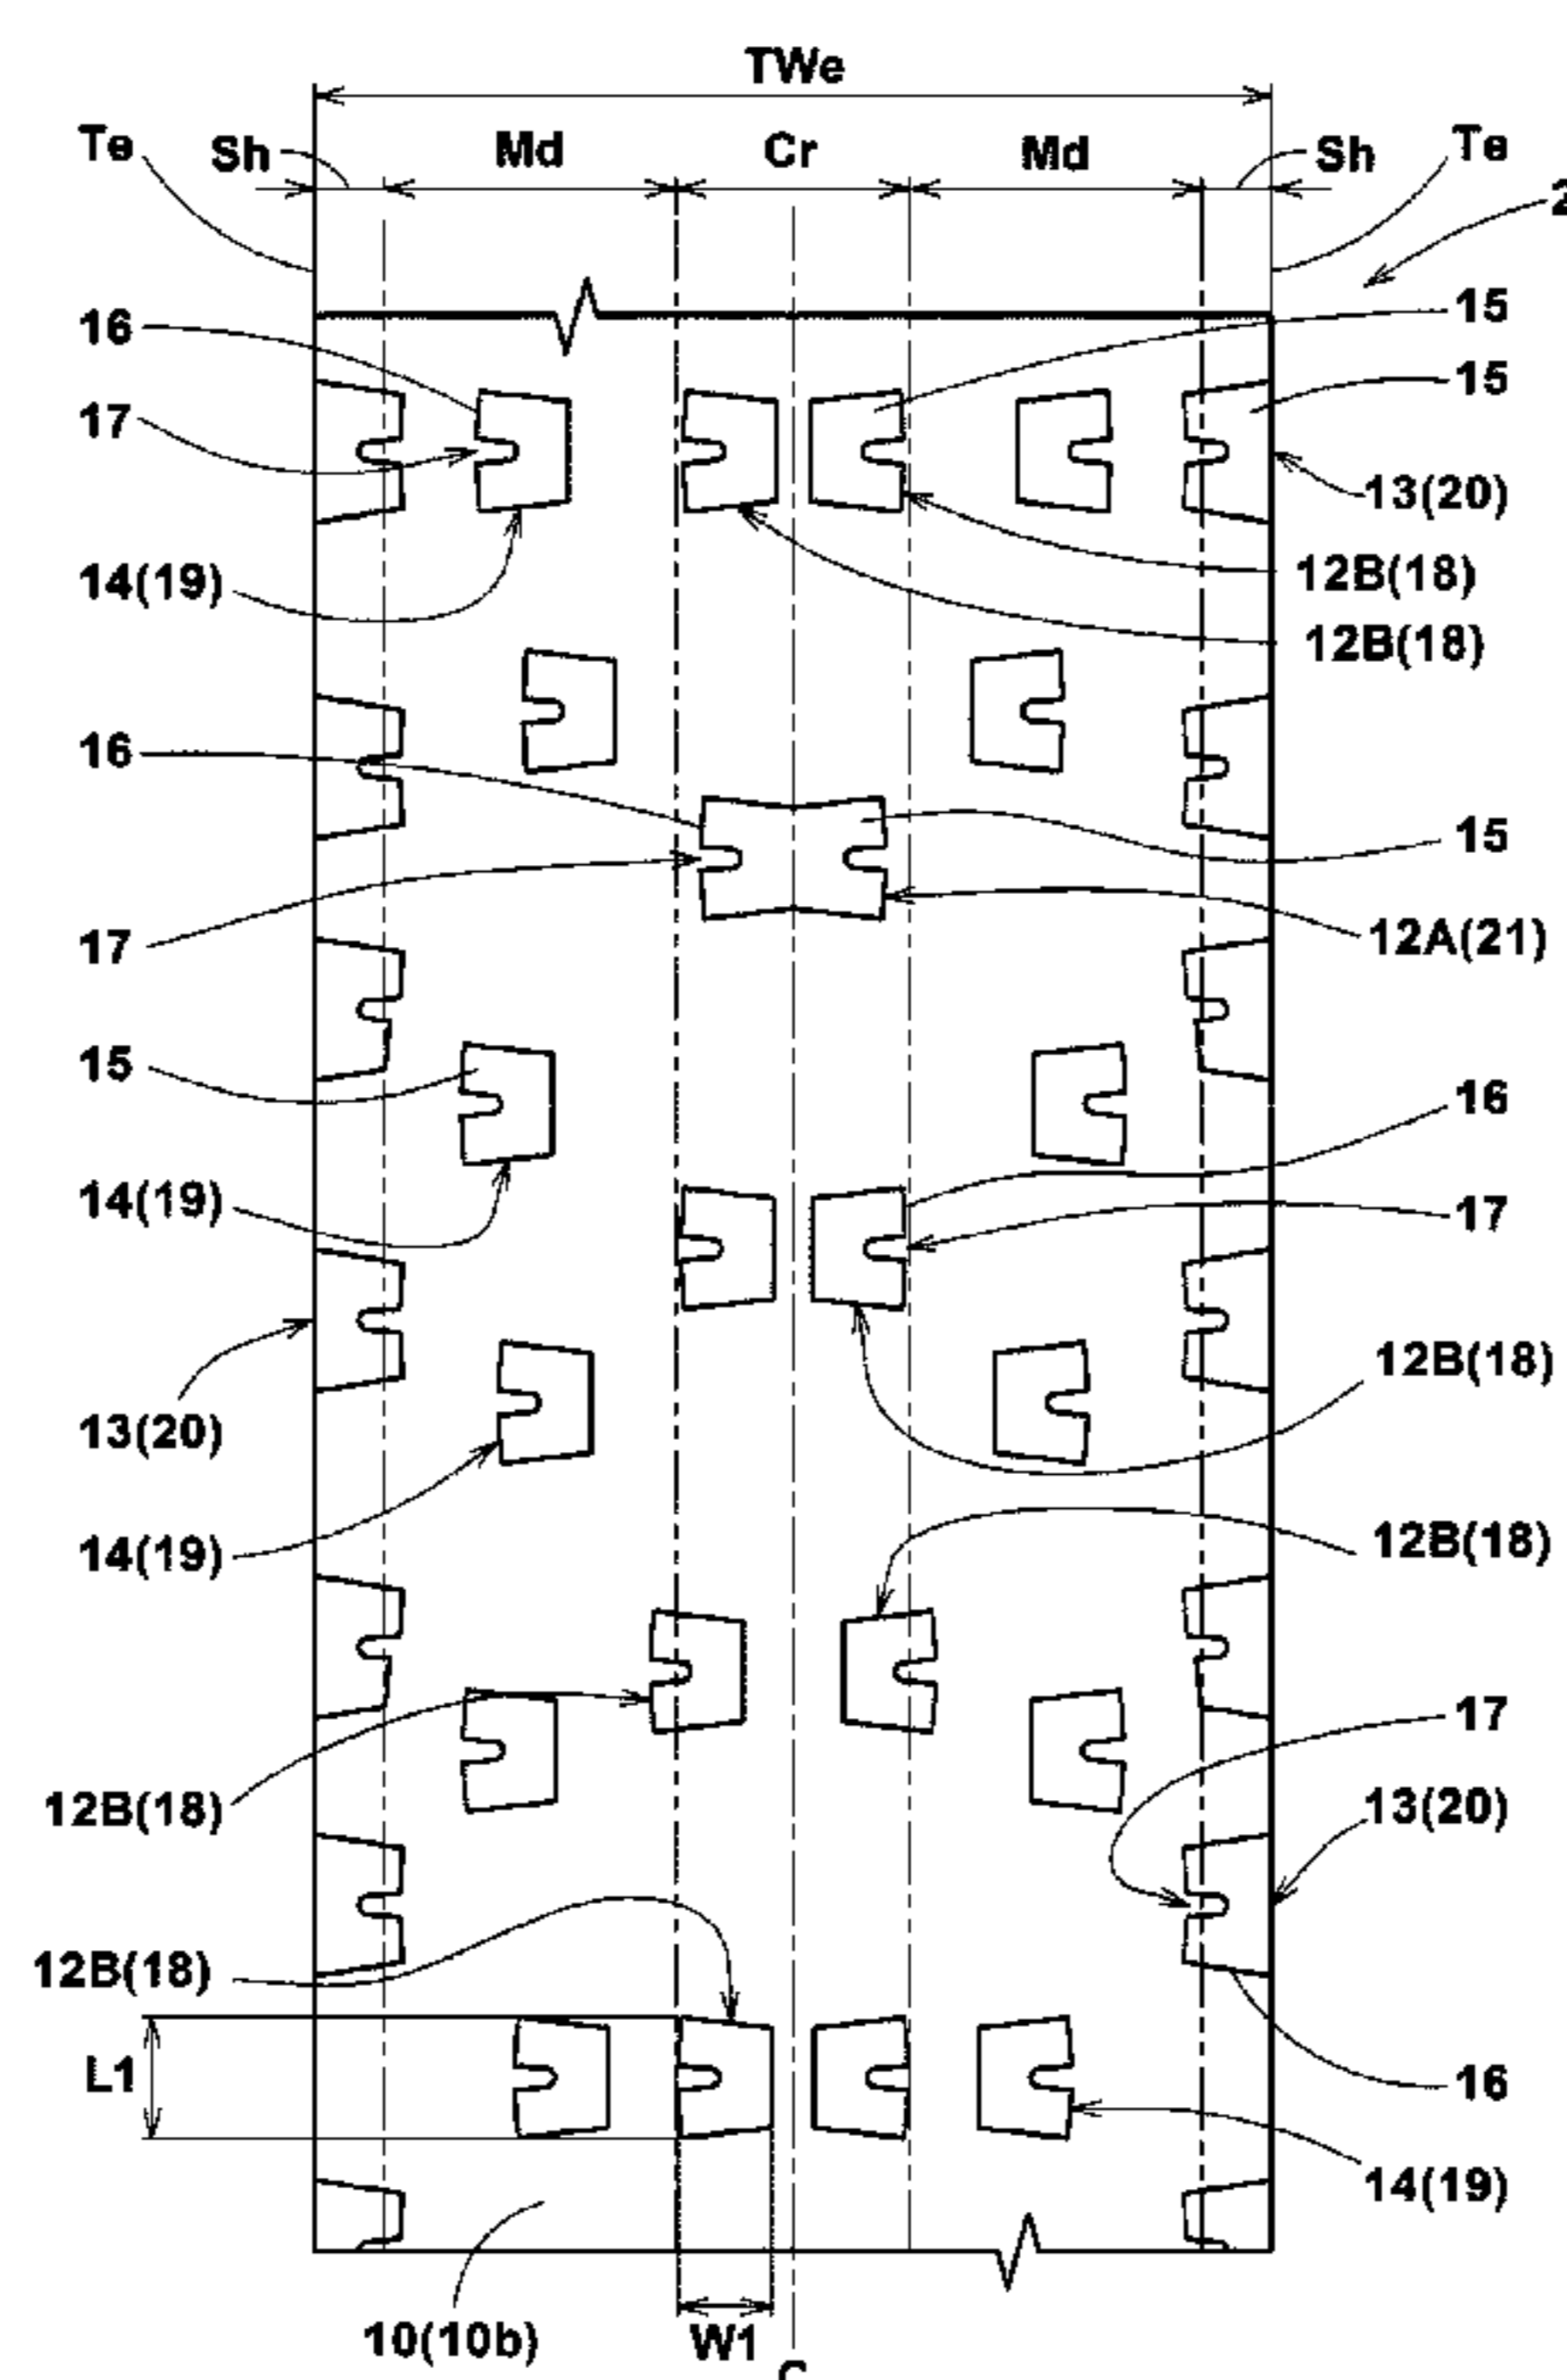 TWe
Te Sh Md Cr Md Sh Te
2
16 15
17 15
13(20)
14(19) 12B(18)
12B(18)
16 15
17 12A(21)
15 16
14(19) 17
13(20) 12B(18)
14(19) 12B(18)
17
12B(18) 13(20)
12B(18)
L1 16
14(19)
10(10b) W1 C